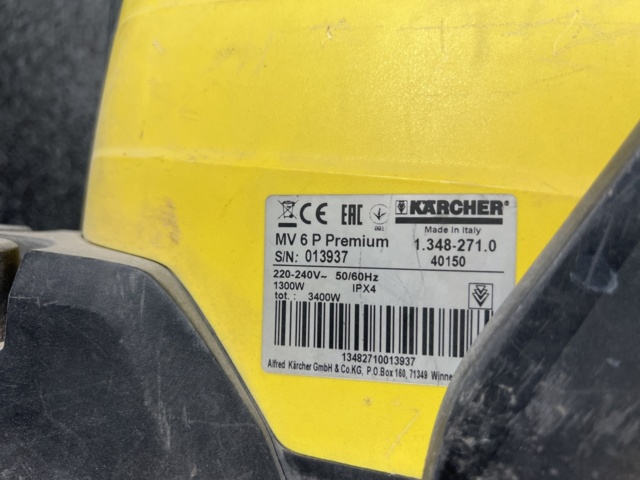 CE EAC 001 KÄRCHER
Made in Italy
MV 6 P Premium 1.348-271.0
S/N: 013937 40150
220-240V~ 50/60Hz
1300W IPX4
tot.: 3400W
13482710013937
Alfred Kärcher GmbH & Co.KG, P.O.Box 160, 71349